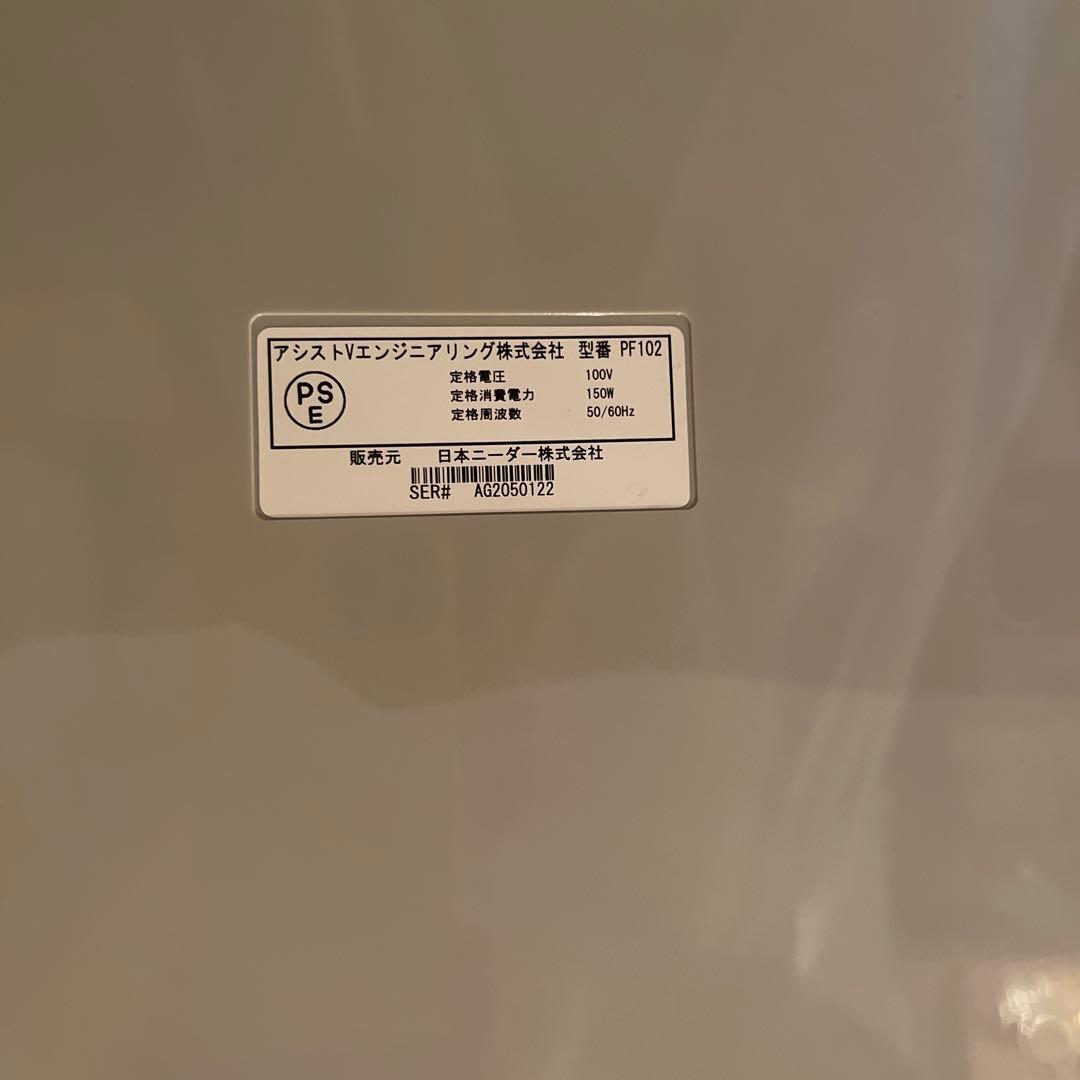 アシストVエンジニアリング株式会社 型番 PF102
PS
E
定格電圧 100V
定格消費電力 150W
定格周波数 50/60Hz
販売元 日本ニーダー株式会社
SER# AG2050122